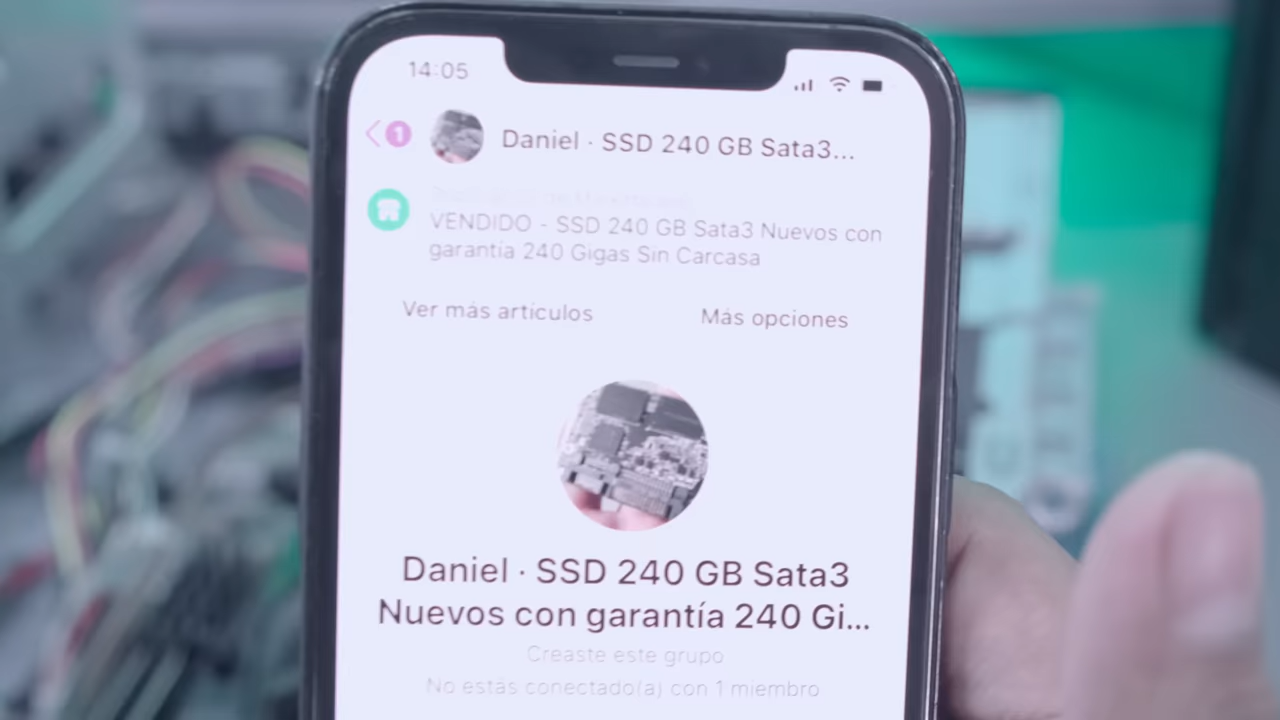 14:05
1
Daniel · SSD 240 GB Sata3...
VENDIDO - SSD 240 GB Sata3 Nuevos con
garantía 240 Gigas Sin Carcasa
Ver más artículos
Más opciones
Daniel · SSD 240 GB Sata3
Nuevos con garantía 240 Gi...
Creaste este grupo
No estás conectado(a) con 1 miembro